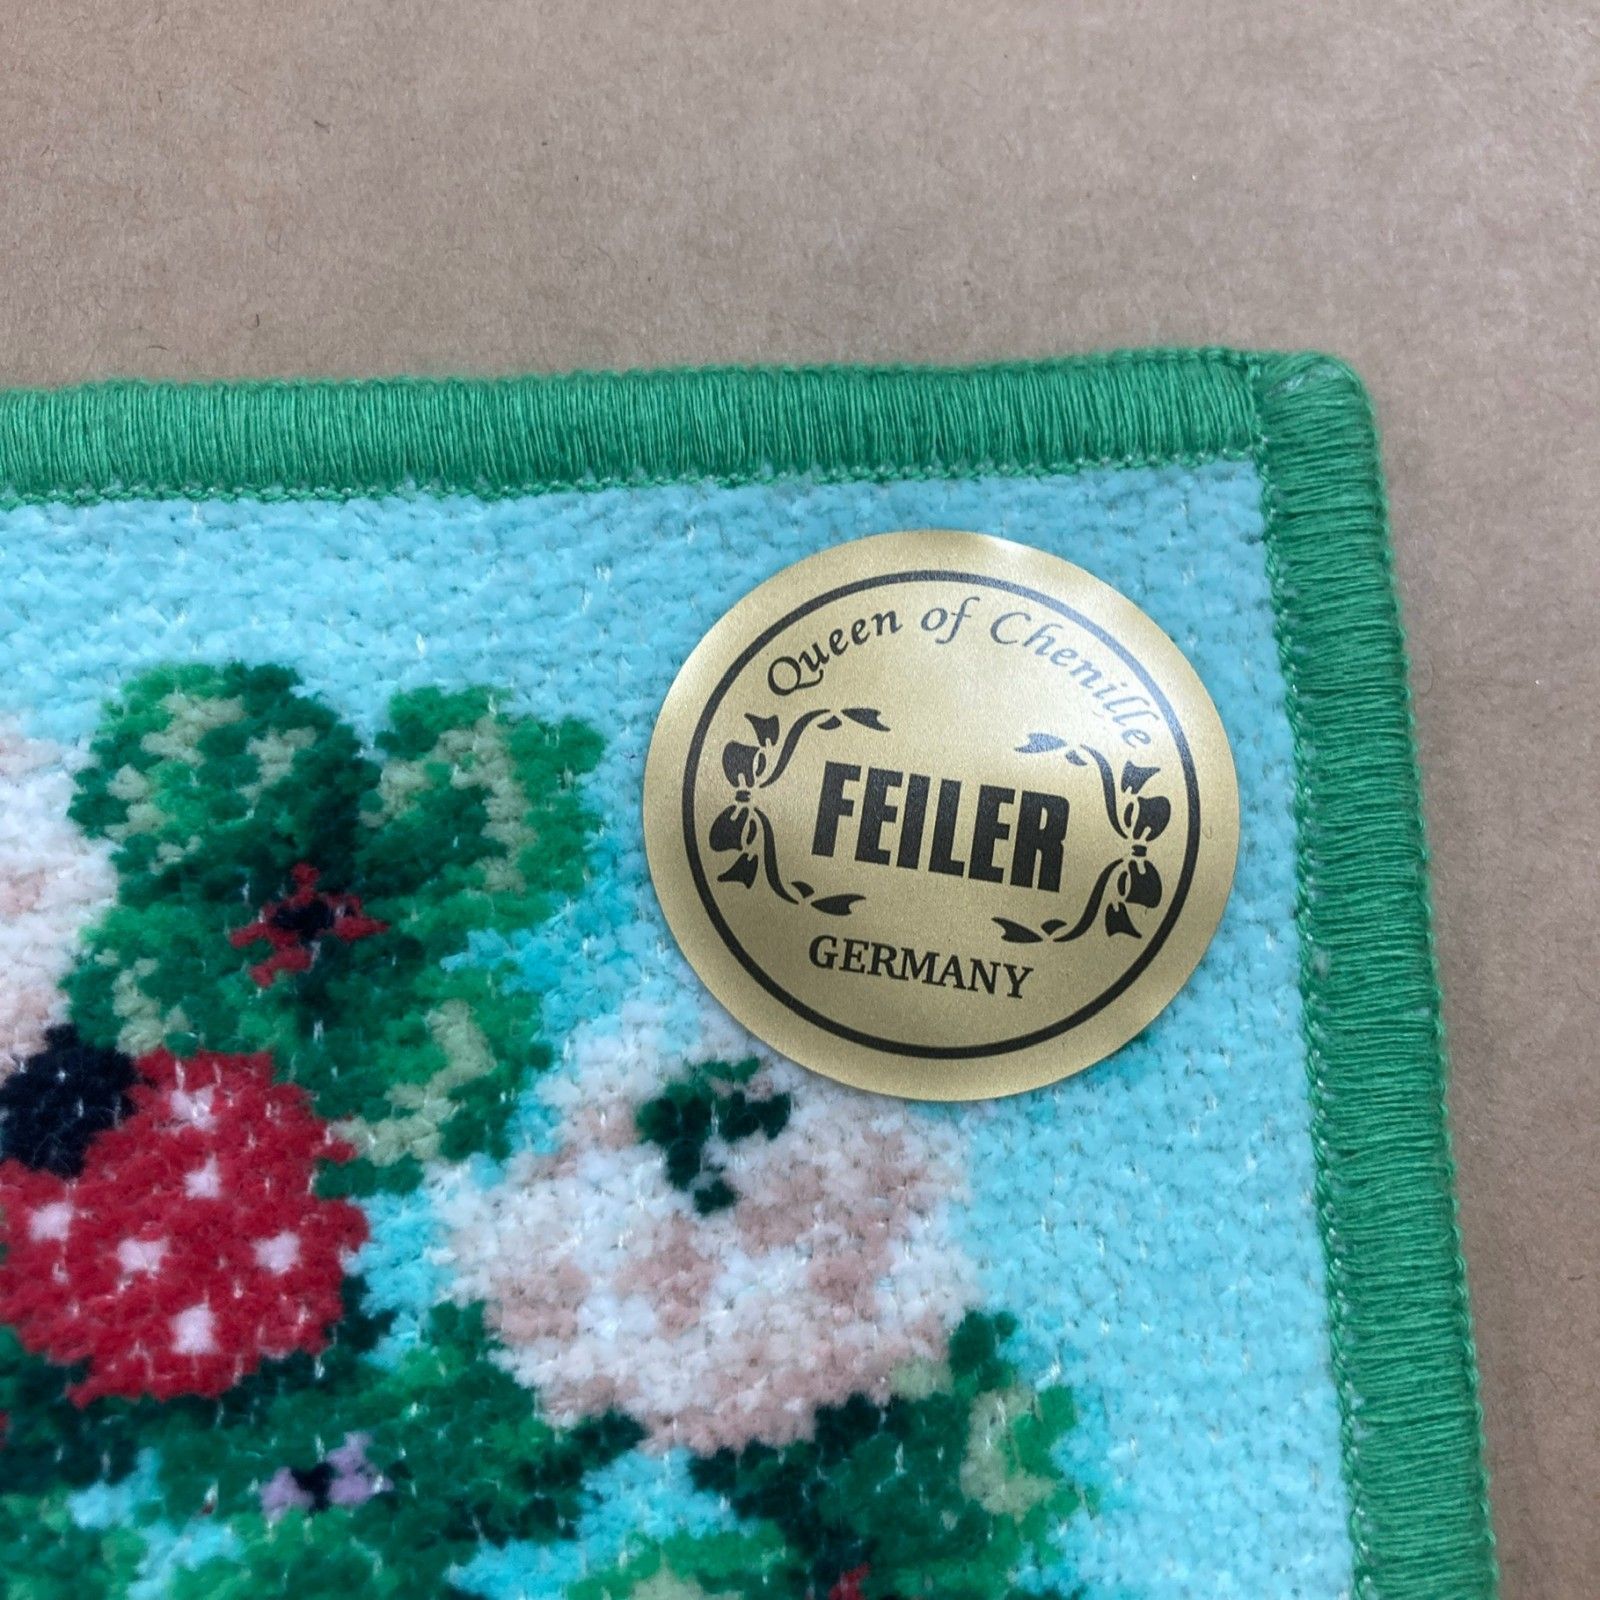 Queen of Chenille
FEILER
GERMANY